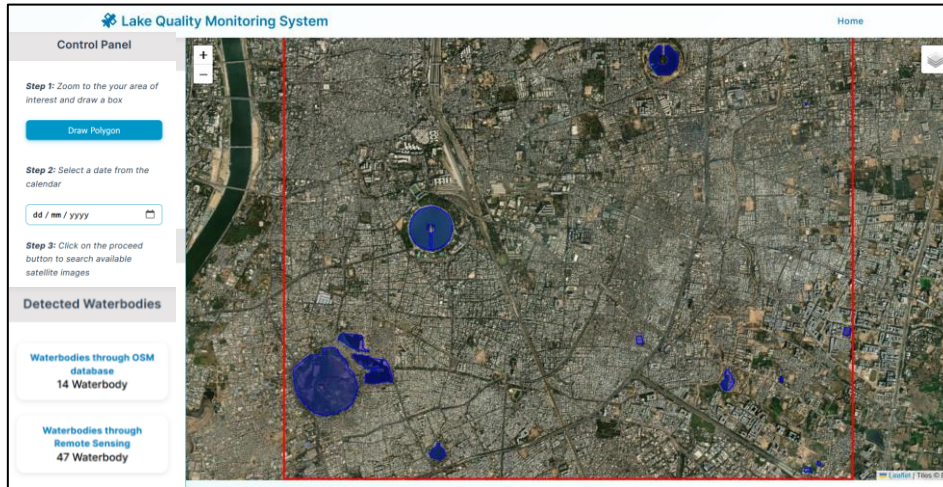 Lake Quality Monitoring System
Home
Control Panel
Step 1: Zoom to the your area of
interest and draw a box
Draw Polygon
Step 2: Select a date from the
calendar
dd / mm / yyyy
Step 3: Click on the proceed
button to search available
satellite images
Detected Waterbodies
Waterbodies through OSM
database
14 Waterbody
Waterbodies through
Remote Sensing
47 Waterbody
+
−
Leaflet | Tiles ©